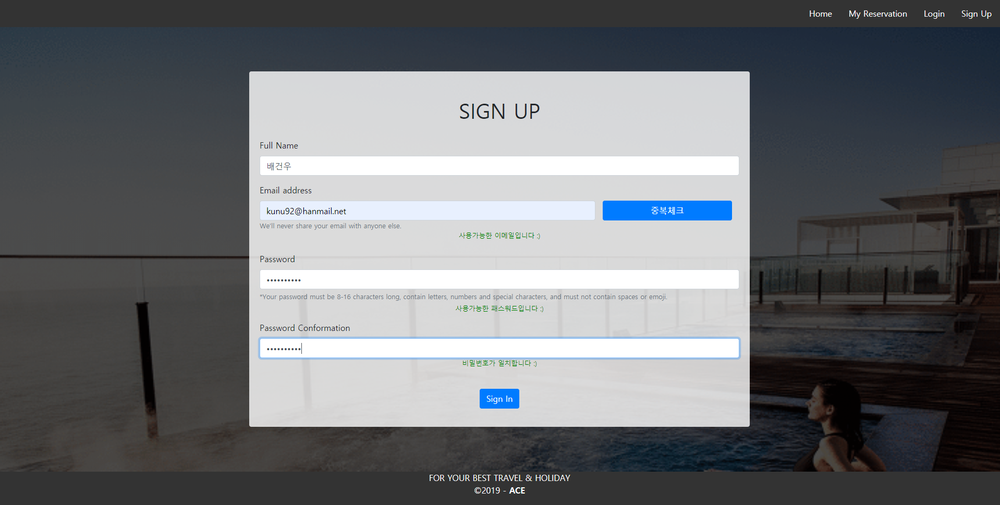 Home My Reservation Login Sign Up
SIGN UP
Full Name
배건우
Email address
kunu92@hanmail.net 중복체크
We'll never share your email with anyone else.
사용가능한 이메일입니다 :)
Password
••••••••••
*Your password must be 8-16 characters long, contain letters, numbers and special characters, and must not contain spaces or emoji.
사용가능한 패스워드입니다 :)
Password Conformation
••••••••••
비밀번호가 일치합니다 :)
Sign In
FOR YOUR BEST TRAVEL & HOLIDAY
©2019 - ACE